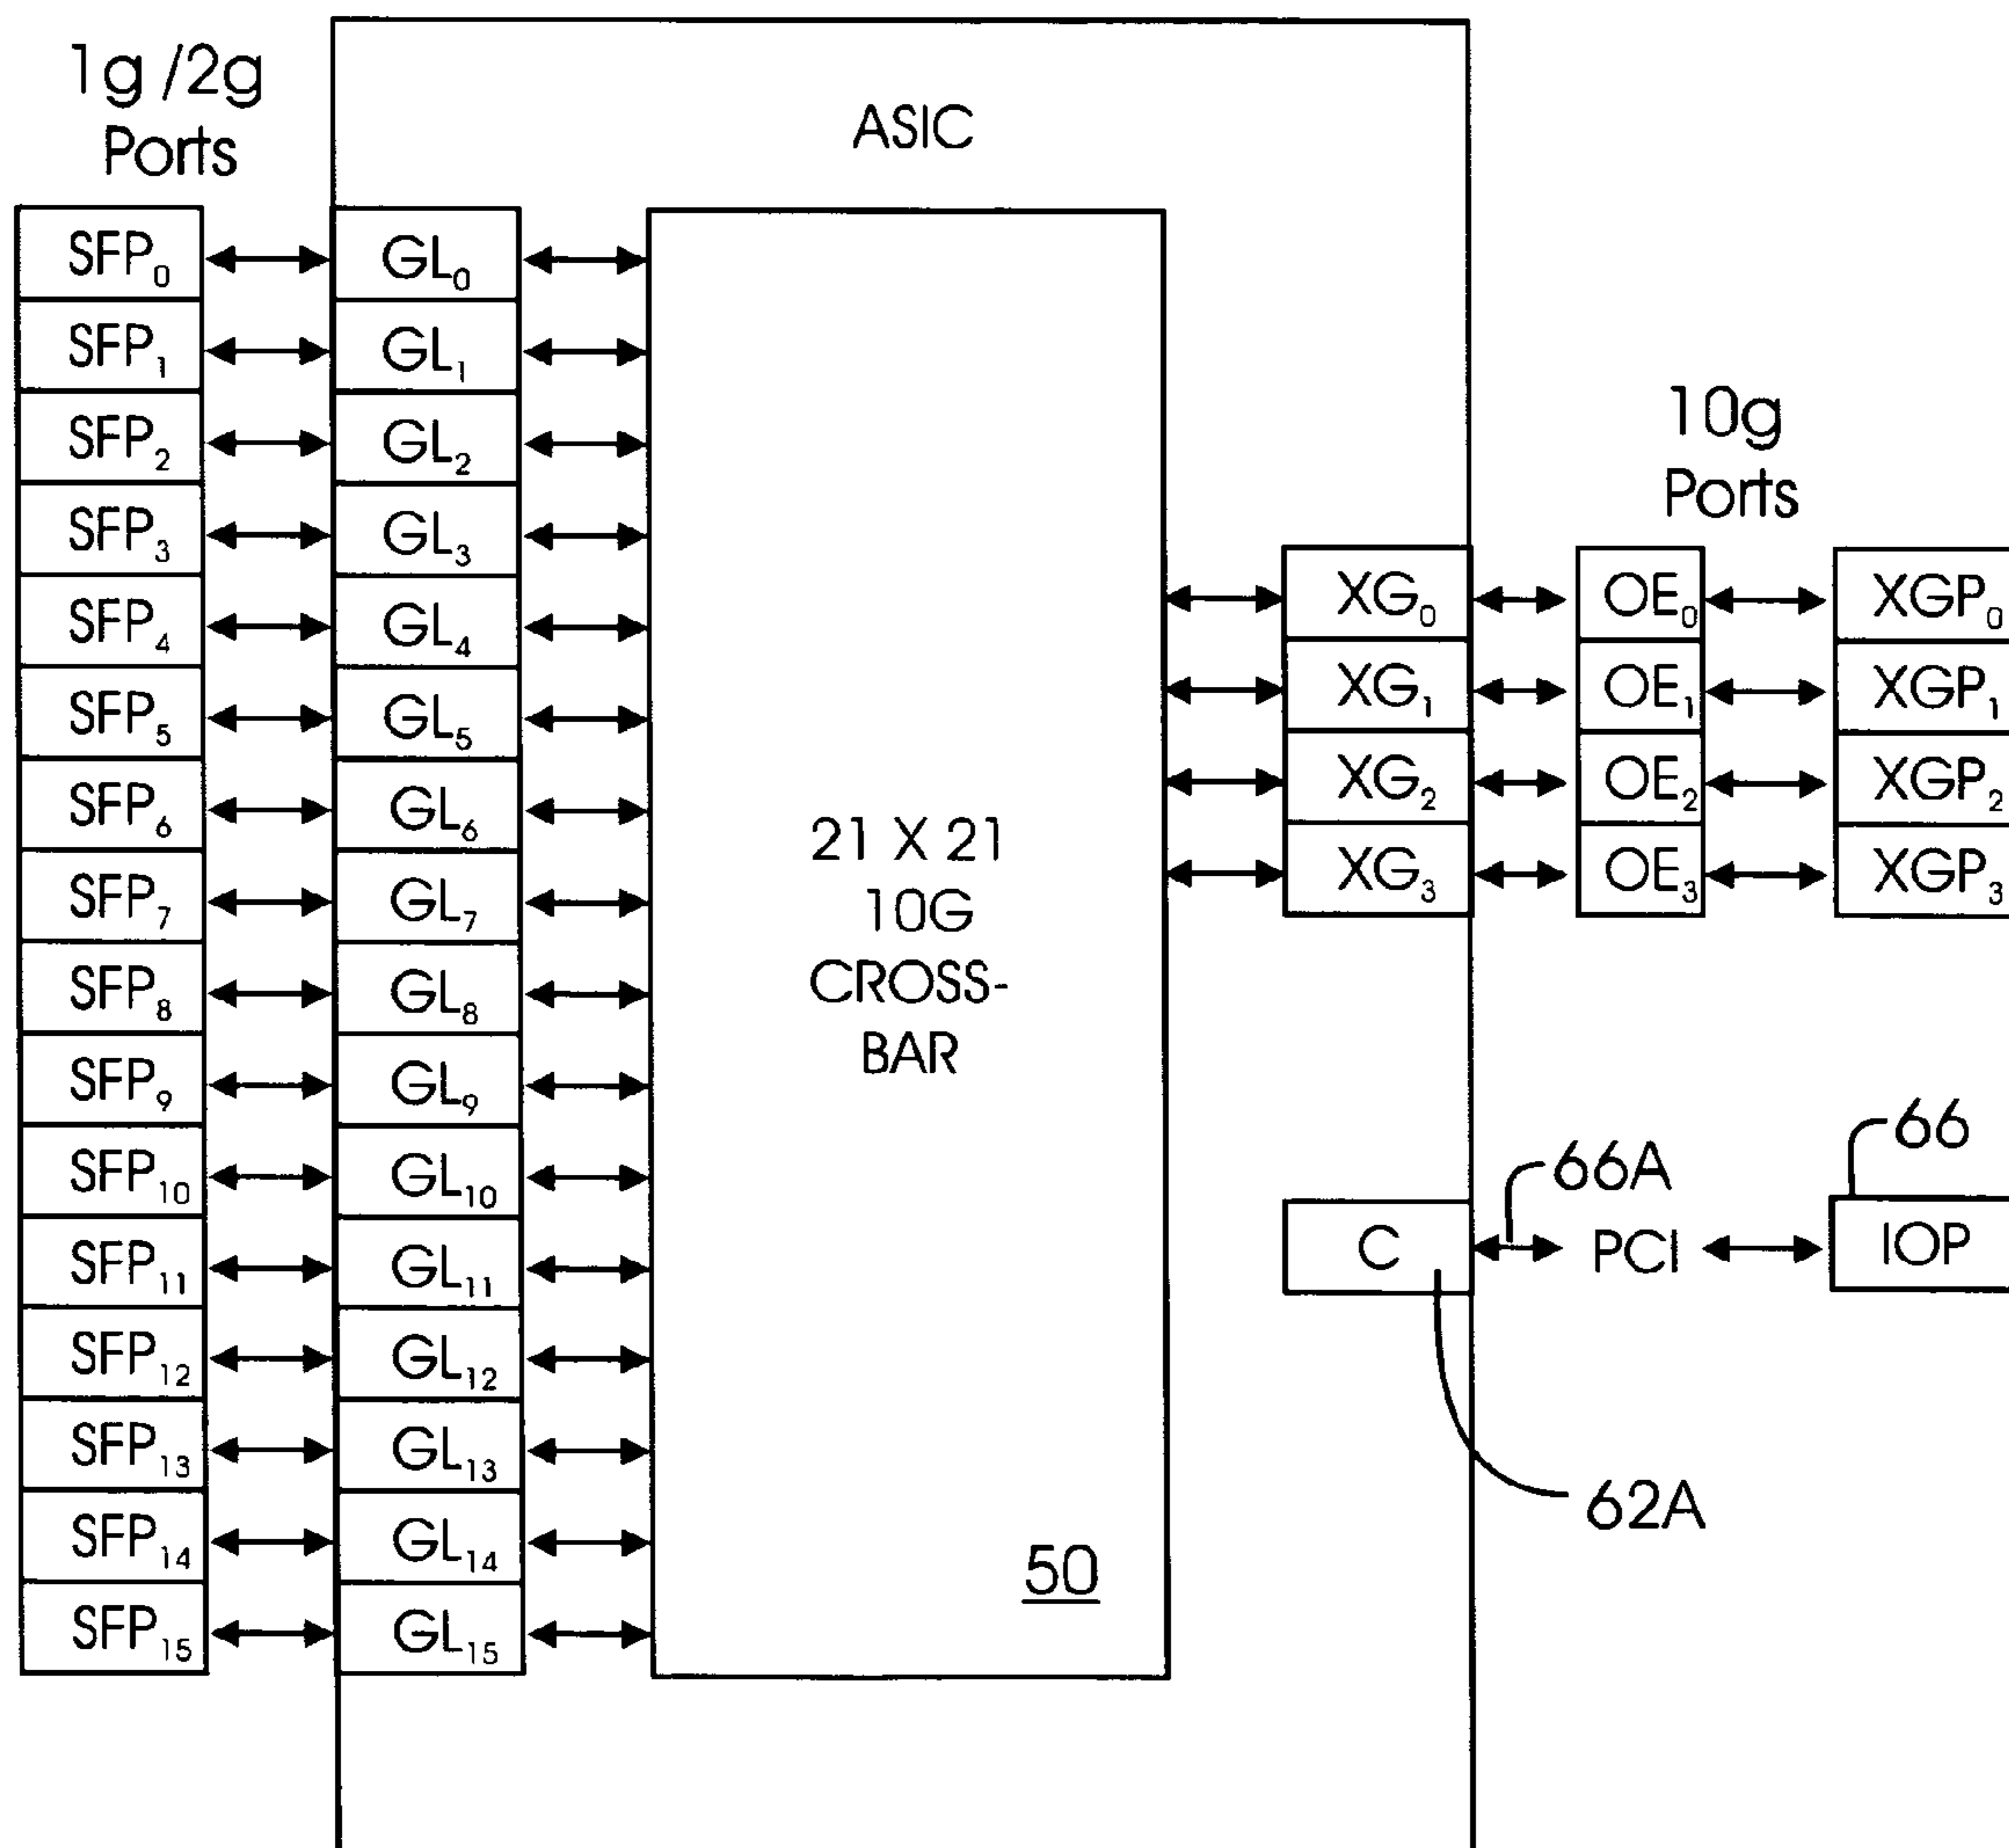 1g /2g
Ports
ASIC
SFP₀ GL₀
SFP₁ GL₁
SFP₂ GL₂
SFP₃ GL₃
SFP₄ GL₄
SFP₅ GL₅
SFP₆ GL₆
SFP₇ GL₇
SFP₈ GL₈
SFP₉ GL₉
SFP₁₀ GL₁₀
SFP₁₁ GL₁₁
SFP₁₂ GL₁₂
SFP₁₃ GL₁₃
SFP₁₄ GL₁₄
SFP₁₅ GL₁₅
21 X 21
10G
CROSS-
BAR
50
10g
Ports
XG₀ OE₀ XGP₀
XG₁ OE₁ XGP₁
XG₂ OE₂ XGP₂
XG₃ OE₃ XGP₃
66A
66
C PCI IOP
62A